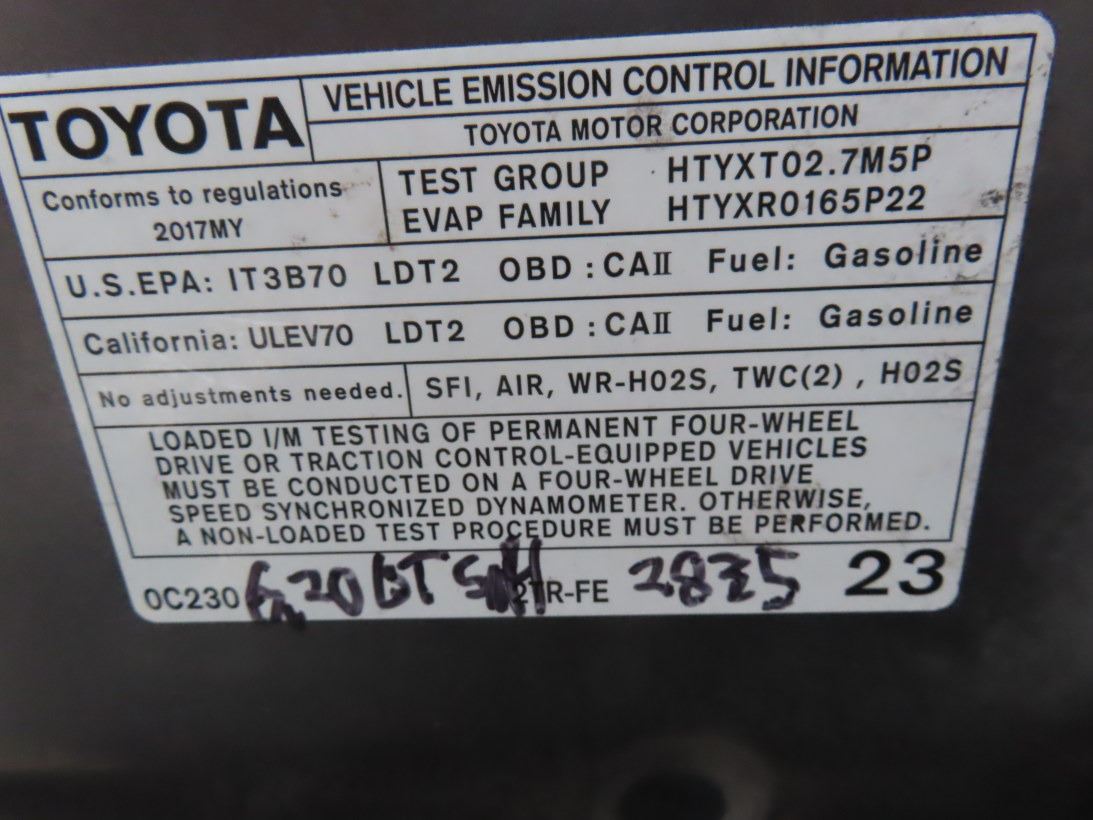 TOYOTA
VEHICLE EMISSION CONTROL INFORMATION
TOYOTA MOTOR CORPORATION
Conforms to regulations
2017MY
TEST GROUP HTYXT02.7M5P
EVAP FAMILY HTYXR0165P22
U.S.EPA: IT3B70 LDT2 OBD : CAII Fuel: Gasoline
California: ULEV70 LDT2 OBD : CAII Fuel: Gasoline
No adjustments needed.
SFI, AIR, WR-HO2S, TWC(2) , HO2S
LOADED I/M TESTING OF PERMANENT FOUR-WHEEL
DRIVE OR TRACTION CONTROL-EQUIPPED VEHICLES
MUST BE CONDUCTED ON A FOUR-WHEEL DRIVE
SPEED SYNCHRONIZED DYNAMOMETER. OTHERWISE,
A NON-LOADED TEST PROCEDURE MUST BE PERFORMED.
0C230 2TR-FE 23